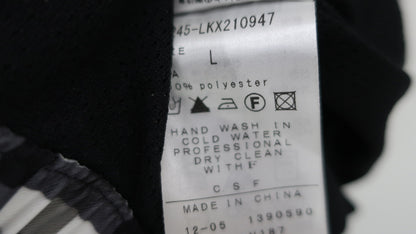 245-LKX210947
ZE L
A
0% polyester
F
HAND WASH IN
COLD WATER
PROFESSIONAL
DRY CLEAN
WITH F
C S F
MADE IN CHINA
12-05 1390590